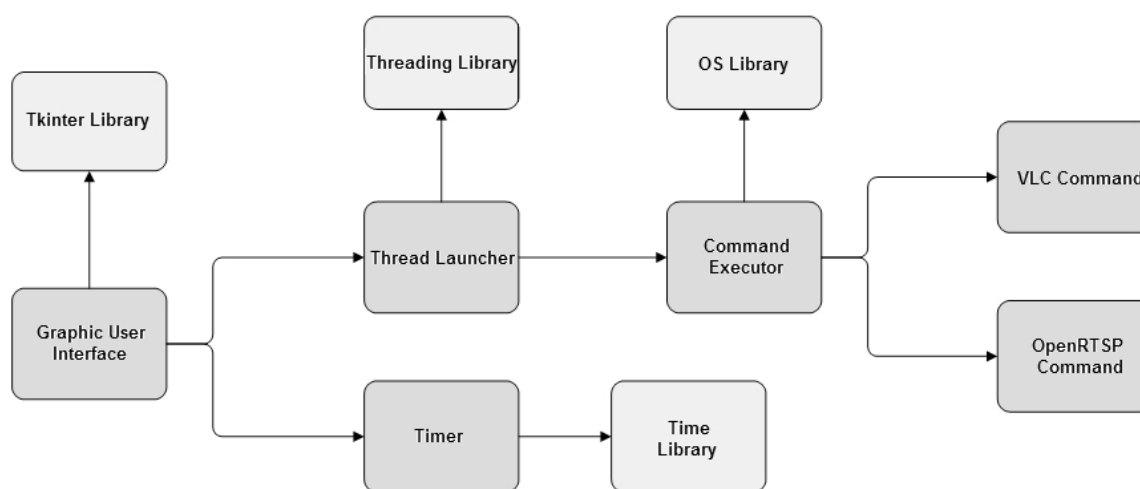 Threading Library
OS Library
Tkinter Library
VLC Command
Thread Launcher
Command
Executor
Graphic User
Interface
OpenRTSP
Command
Timer
Time
Library